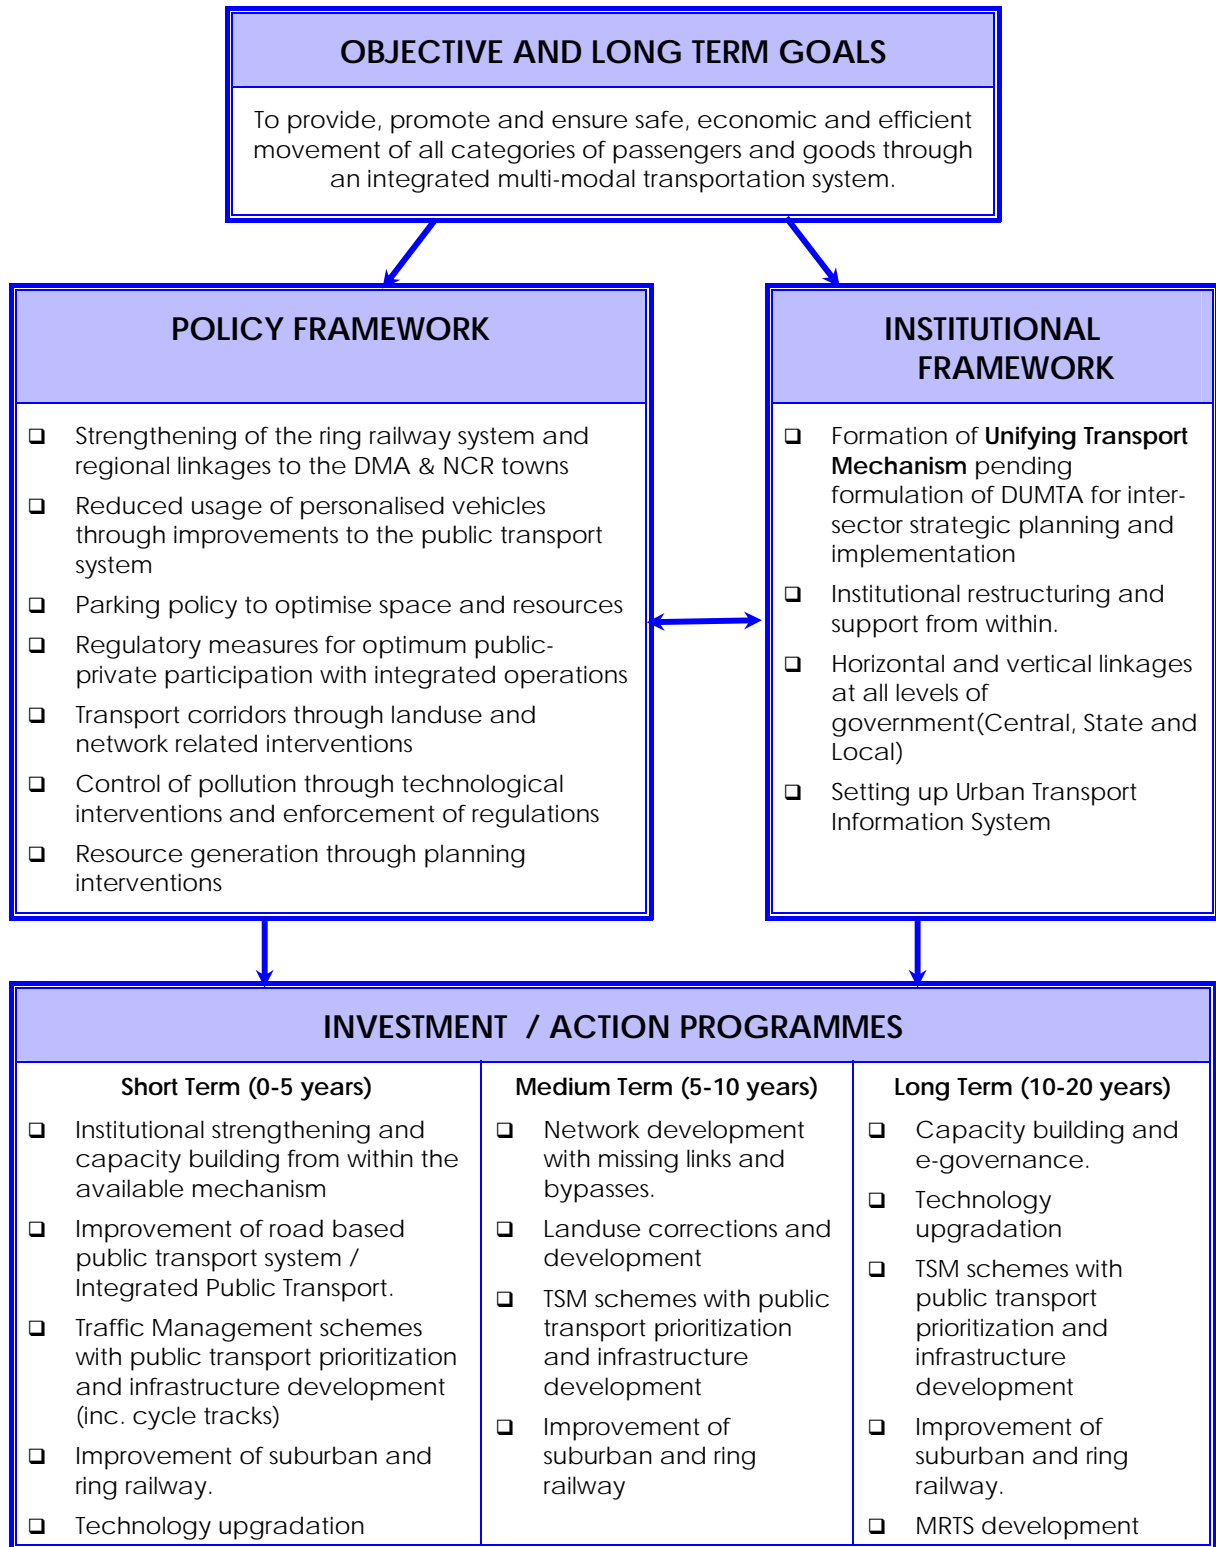 OBJECTIVE AND LONG TERM GOALS
To provide, promote and ensure safe, economic and efficient
movement of all categories of passengers and goods through
an integrated multi-modal transportation system.
POLICY FRAMEWORK
❑ Strengthening of the ring railway system and
regional linkages to the DMA & NCR towns
❑ Reduced usage of personalised vehicles
through improvements to the public transport
system
❑ Parking policy to optimise space and resources
❑ Regulatory measures for optimum public-
private participation with integrated operations
❑ Transport corridors through landuse and
network related interventions
❑ Control of pollution through technological
interventions and enforcement of regulations
❑ Resource generation through planning
interventions
INSTITUTIONAL
FRAMEWORK
❑ Formation of Unifying Transport
Mechanism pending
formulation of DUMTA for inter-
sector strategic planning and
implementation
❑ Institutional restructuring and
support from within.
❑ Horizontal and vertical linkages
at all levels of
government(Central, State and
Local)
❑ Setting up Urban Transport
Information System
INVESTMENT / ACTION PROGRAMMES
Short Term (0-5 years)
❑ Institutional strengthening and
capacity building from within the
available mechanism
❑ Improvement of road based
public transport system /
Integrated Public Transport.
❑ Traffic Management schemes
with public transport prioritization
and infrastructure development
(inc. cycle tracks)
❑ Improvement of suburban and
ring railway.
❑ Technology upgradation
Medium Term (5-10 years)
❑ Network development
with missing links and
bypasses.
❑ Landuse corrections and
development
❑ TSM schemes with public
transport prioritization
and infrastructure
development
❑ Improvement of
suburban and ring
railway
Long Term (10-20 years)
❑ Capacity building and
e-governance.
❑ Technology
upgradation
❑ TSM schemes with
public transport
prioritization and
infrastructure
development
❑ Improvement of
suburban and ring
railway.
❑ MRTS development